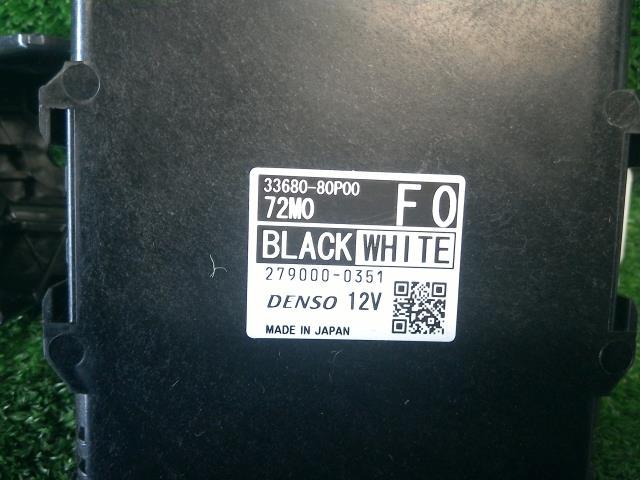 33680-80P00
72M0 F0
BLACK WHITE
279000-0351
DENSO 12V
MADE IN JAPAN